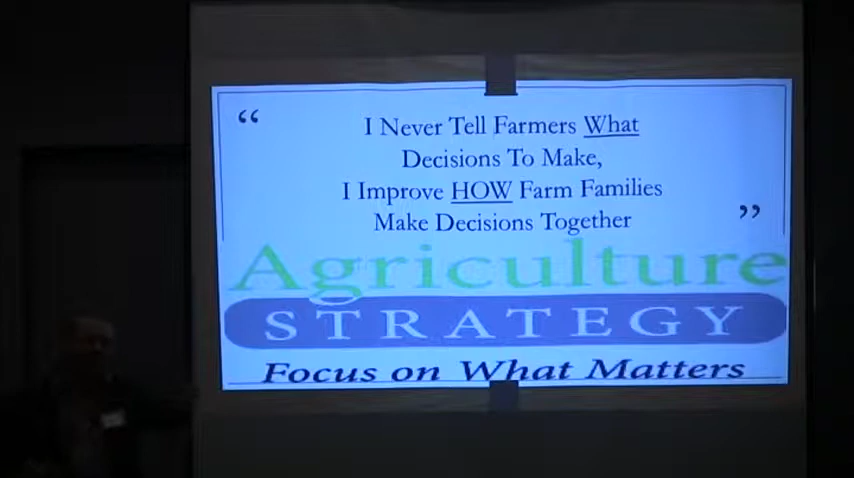 “
I Never Tell Farmers What
Decisions To Make,
I Improve HOW Farm Families
Make Decisions Together
”
Agriculture
STRATEGY
Focus on What Matters